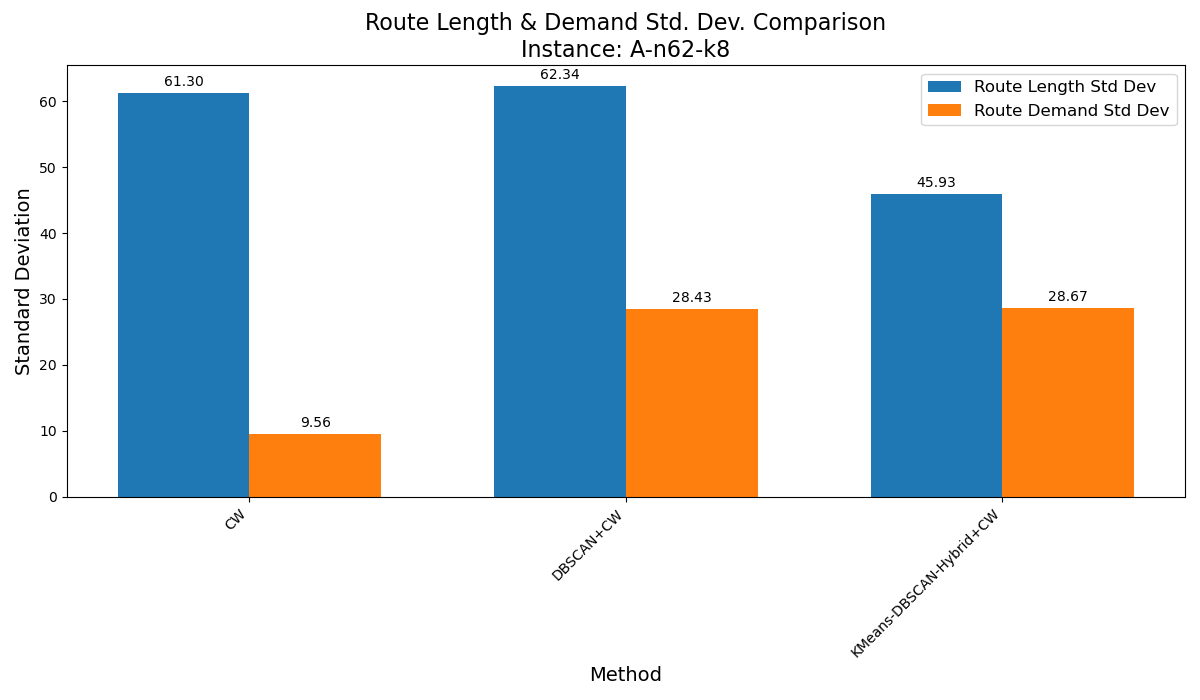 Route Length & Demand Std. Dev. Comparison
Instance: A-n62-k8
Route Length Std Dev
Route Demand Std Dev
Standard Deviation
60
50
40
30
20
10
0
61.30
9.56
62.34
28.43
45.93
28.67
CW
DBSCAN+CW
KMeans-DBSCAN-Hybrid+CW
Method